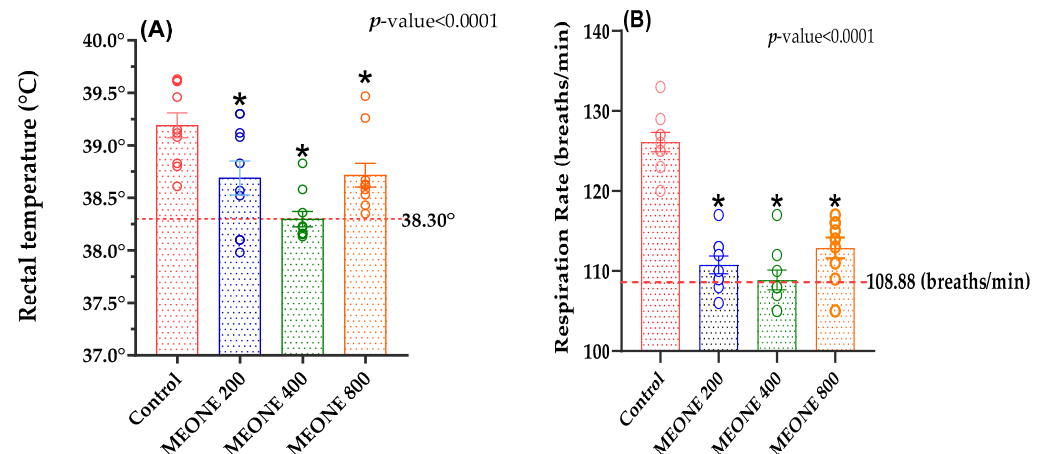 (A)
p-value<0.0001
Rectal temperature (°C)
40.0°
39.5°
39.0°
38.5°
38.0°
37.5°
37.0°
*
*
*
38.30°
Control
MEONE 200
MEONE 400
MEONE 800
(B)
p-value<0.0001
Respiration Rate (breaths/min)
140
130
120
110
100
*
*
*
108.88 (breaths/min)
Control
MEONE 200
MEONE 400
MEONE 800